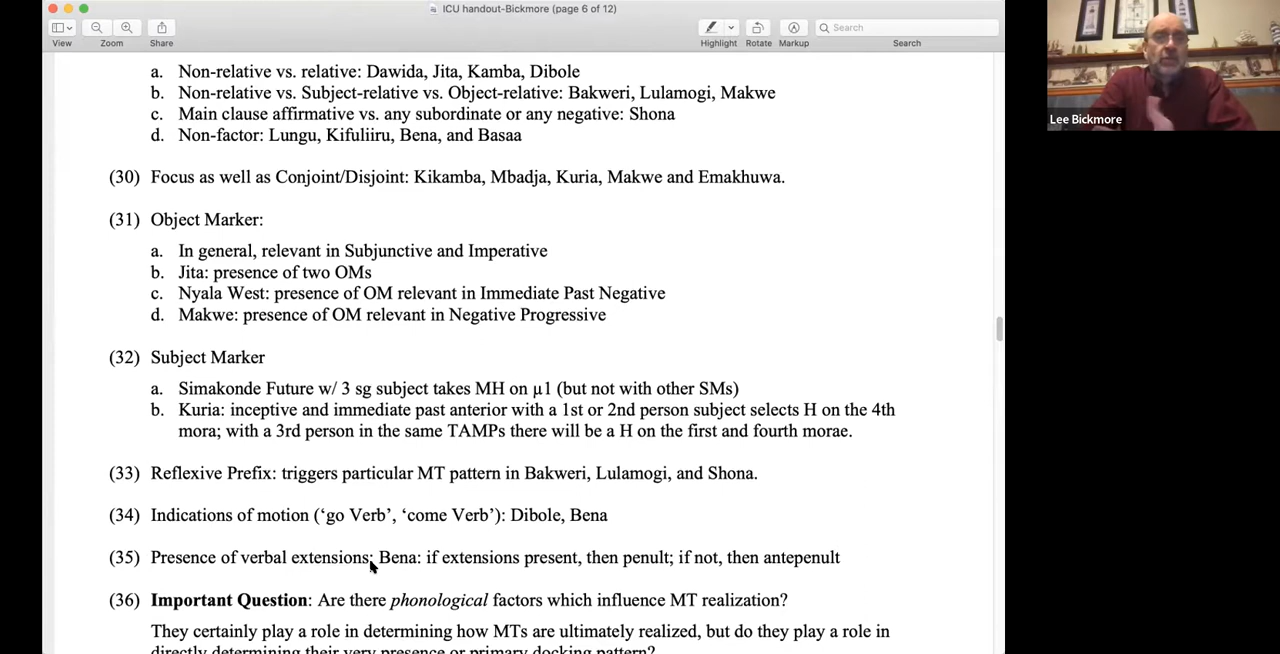 ICU handout-Bickmore (page 6 of 12)
View
Zoom
Share
Highlight
Rotate
Markup
Search
Search
a. Non-relative vs. relative: Dawida, Jita, Kamba, Dibole
b. Non-relative vs. Subject-relative vs. Object-relative: Bakweri, Lulamogi, Makwe
c. Main clause affirmative vs. any subordinate or any negative: Shona
d. Non-factor: Lungu, Kifuliiru, Bena, and Basaa
(30) Focus as well as Conjoint/Disjoint: Kikamba, Mbadja, Kuria, Makwe and Emakhuwa.
(31) Object Marker:
a. In general, relevant in Subjunctive and Imperative
b. Jita: presence of two OMs
c. Nyala West: presence of OM relevant in Immediate Past Negative
d. Makwe: presence of OM relevant in Negative Progressive
(32) Subject Marker
a. Simakonde Future w/ 3 sg subject takes MH on μ1 (but not with other SMs)
b. Kuria: inceptive and immediate past anterior with a 1st or 2nd person subject selects H on the 4th
mora; with a 3rd person in the same TAMPs there will be a H on the first and fourth morae.
(33) Reflexive Prefix: triggers particular MT pattern in Bakweri, Lulamogi, and Shona.
(34) Indications of motion (‘go Verb’, ‘come Verb’): Dibole, Bena
(35) Presence of verbal extensions: Bena: if extensions present, then penult; if not, then antepenult
(36) Important Question: Are there phonological factors which influence MT realization?
They certainly play a role in determining how MTs are ultimately realized, but do they play a role in
directly determining their very presence or primary docking pattern?
Lee Bickmore